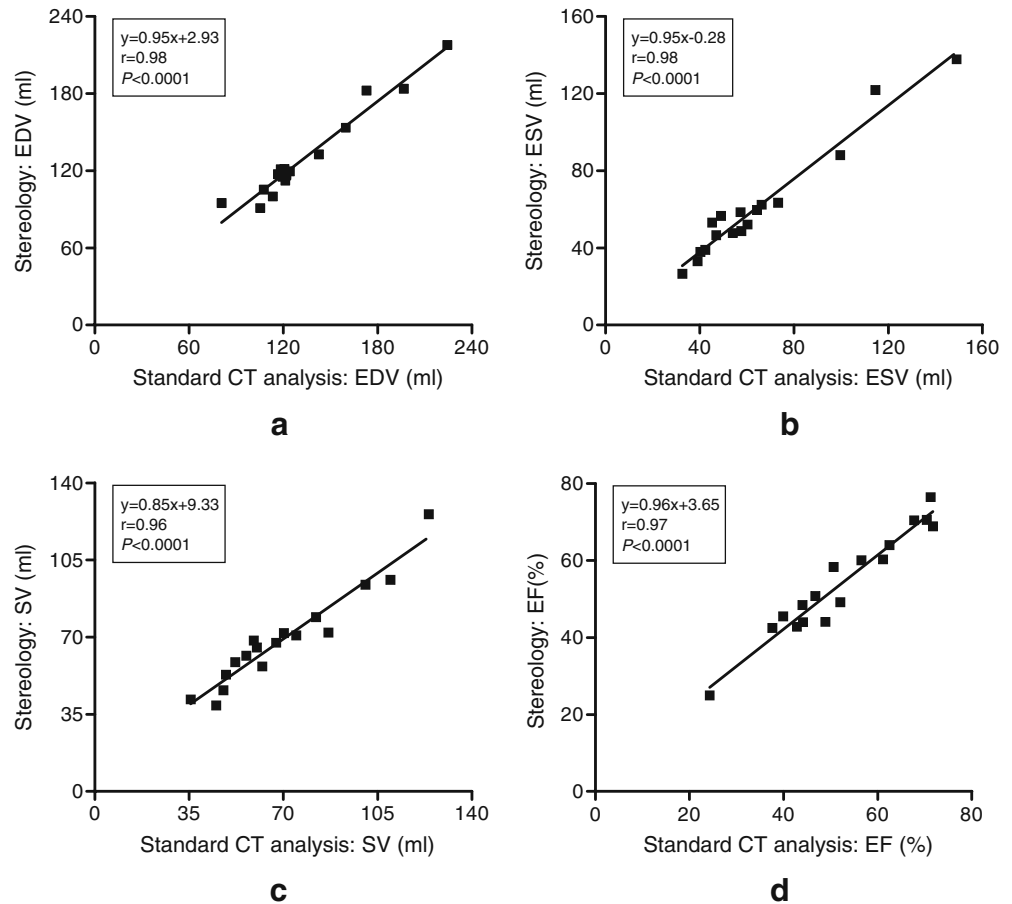 y=0.95x+2.93
r=0.98
P<0.0001
Stereology: EDV (ml)
240
180
120
60
0
0 60 120 180 240
Standard CT analysis: EDV (ml)
a
y=0.95x-0.28
r=0.98
P<0.0001
Stereology: ESV (ml)
160
120
80
40
0
0 40 80 120 160
Standard CT analysis: ESV (ml)
b
y=0.85x+9.33
r=0.96
P<0.0001
Stereology: SV (ml)
140
105
70
35
0
0 35 70 105 140
Standard CT analysis: SV (ml)
c
y=0.96x+3.65
r=0.97
P<0.0001
Stereology: EF(%)
80
60
40
20
0
0 20 40 60 80
Standard CT analysis: EF (%)
d